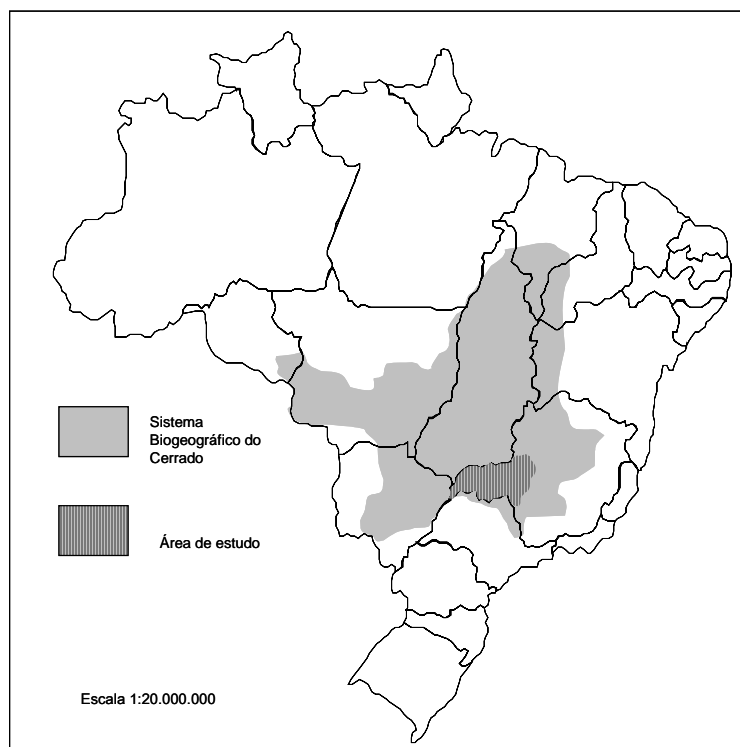 Sistema
Biogeográfico do
Cerrado
Área de estudo
Escala 1:20.000.000